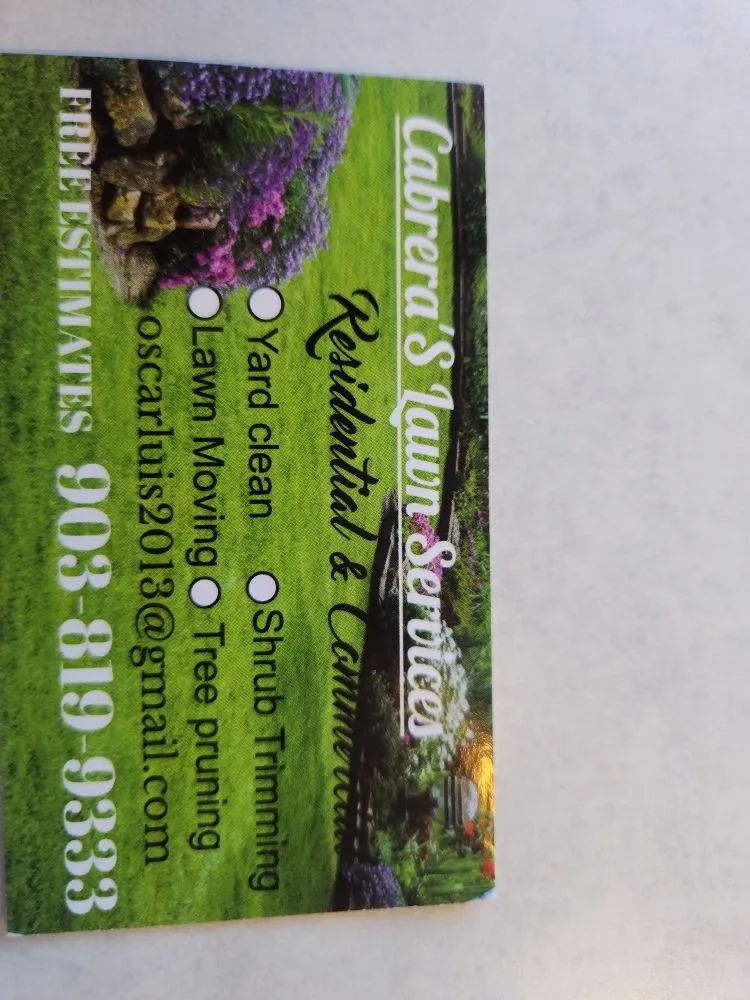 Cabrera'S Lawn Services
Residential & Commercial
Yard clean Shrub Trimming
Lawn Moving Tree pruning
oscarluis2013@gmail.com
FREE ESTIMATES 903-819-9333